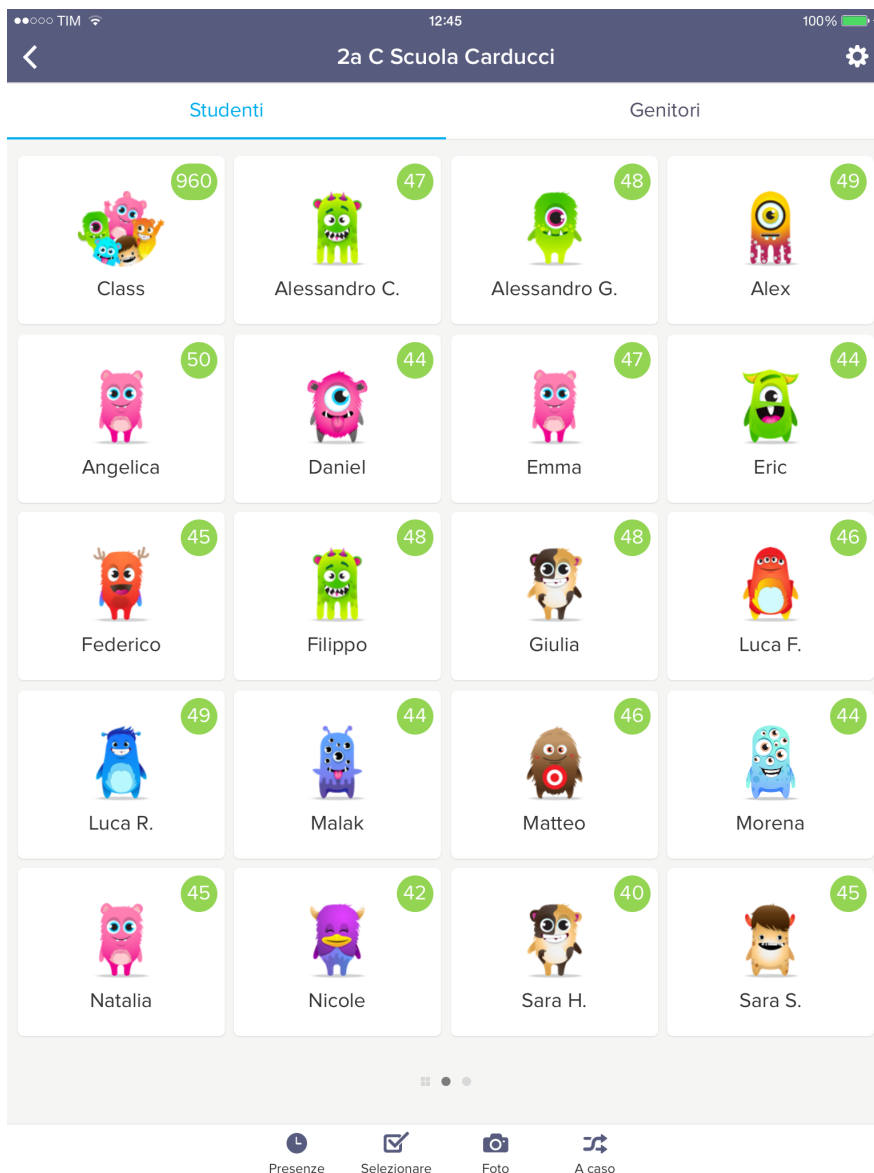 TIM 12:45 100%
2a C Scuola Carducci
Studenti Genitori
960 47 48 49
Class Alessandro C. Alessandro G. Alex
50 44 47 44
Angelica Daniel Emma Eric
45 48 48 46
Federico Filippo Giulia Luca F.
49 44 46 44
Luca R. Malak Matteo Morena
45 42 40 45
Natalia Nicole Sara H. Sara S.
Presenze Selezionare Foto A caso